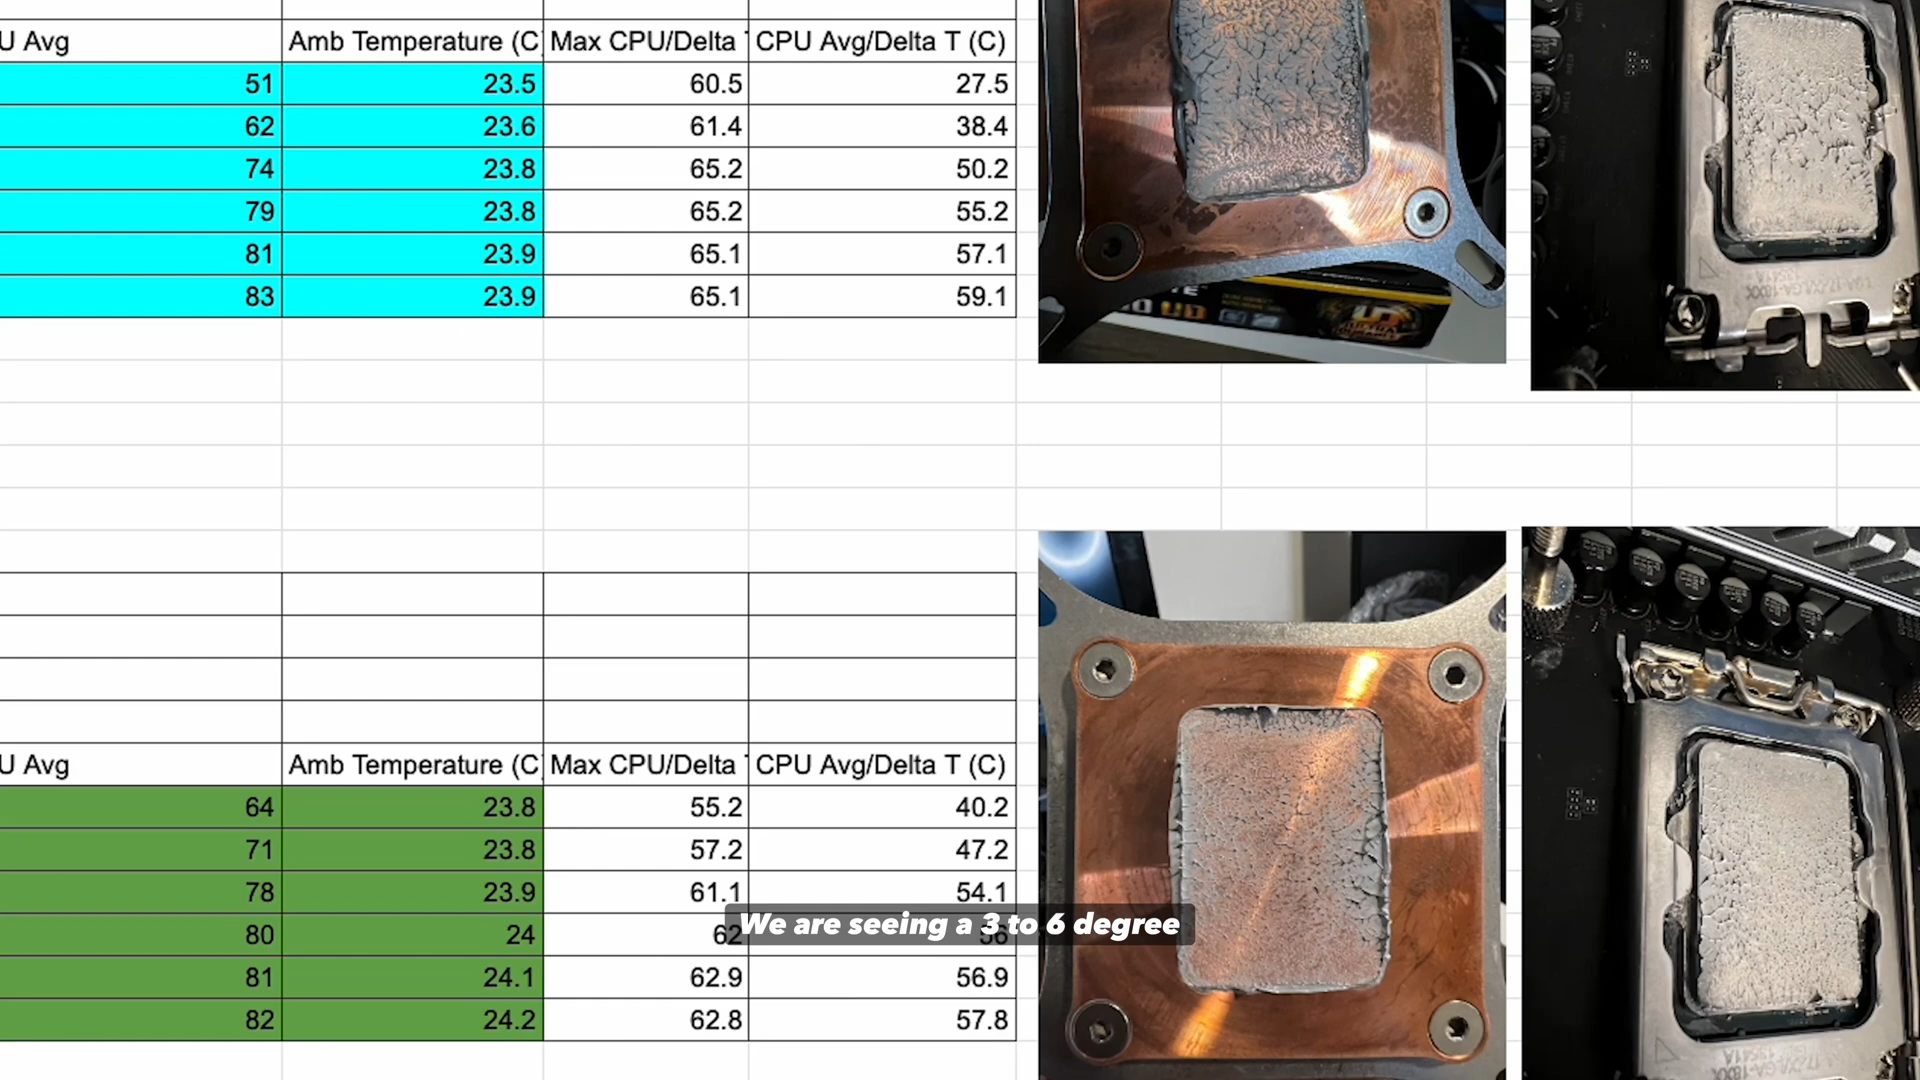 U Avg Amb Temperature (C) Max CPU/Delta T CPU Avg/Delta T (C)
51 23.5 60.5 27.5
62 23.6 61.4 38.4
74 23.8 65.2 50.2
79 23.8 65.2 55.2
81 23.9 65.1 57.1
83 23.9 65.1 59.1
U Avg Amb Temperature (C) Max CPU/Delta T CPU Avg/Delta T (C)
64 23.8 55.2 40.2
71 23.8 57.2 47.2
78 23.9 61.1 54.1
80 24 62 56
81 24.1 62.9 56.9
82 24.2 62.8 57.8
We are seeing a 3 to 6 degree